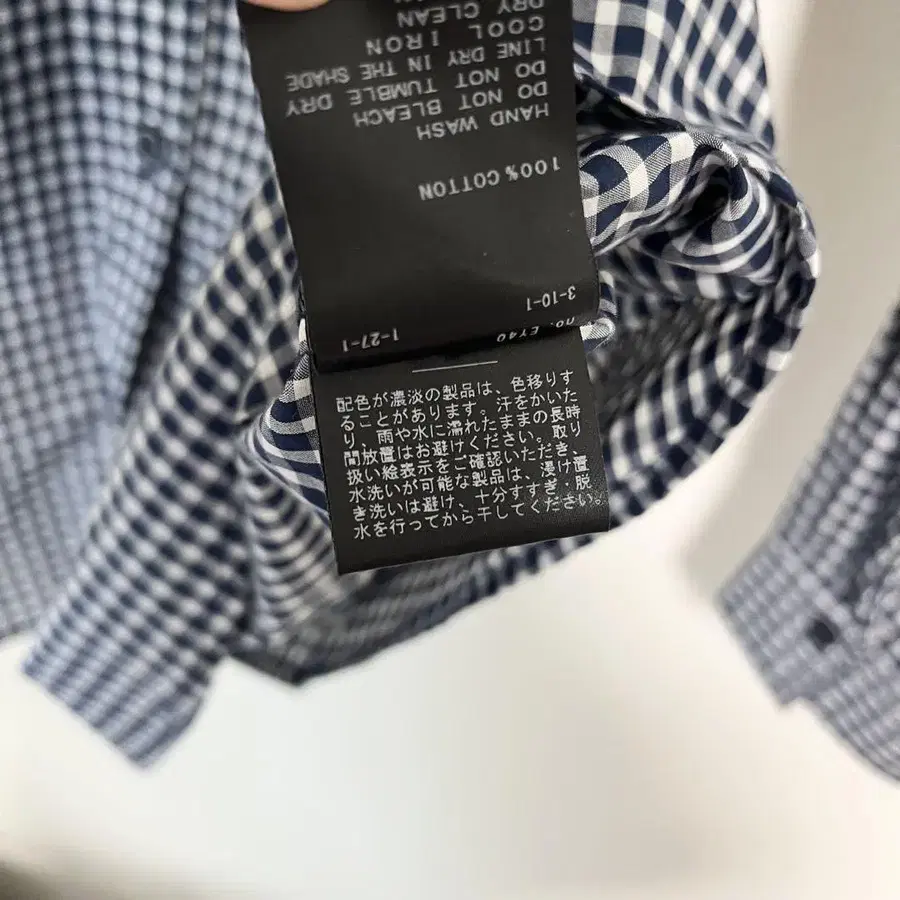 100% COTTON
HAND WASH
DO NOT BLEACH
DO NOT TUMBLE DRY
LINE DRY IN THE SHADE
COOL IRON
DRY CLEAN
3-10-1
1-27-1
no. EY40
配色が濃淡の製品は、色移りす
ることがあります。汗をかいた
り、雨や水に濡れたままの長時
間放置はお避けください。取り
扱い絵表示をご確認いただき、
水洗いが可能な製品は、浸け置
き洗いは避け、十分すすぎ・脱
水を行ってから干してください。